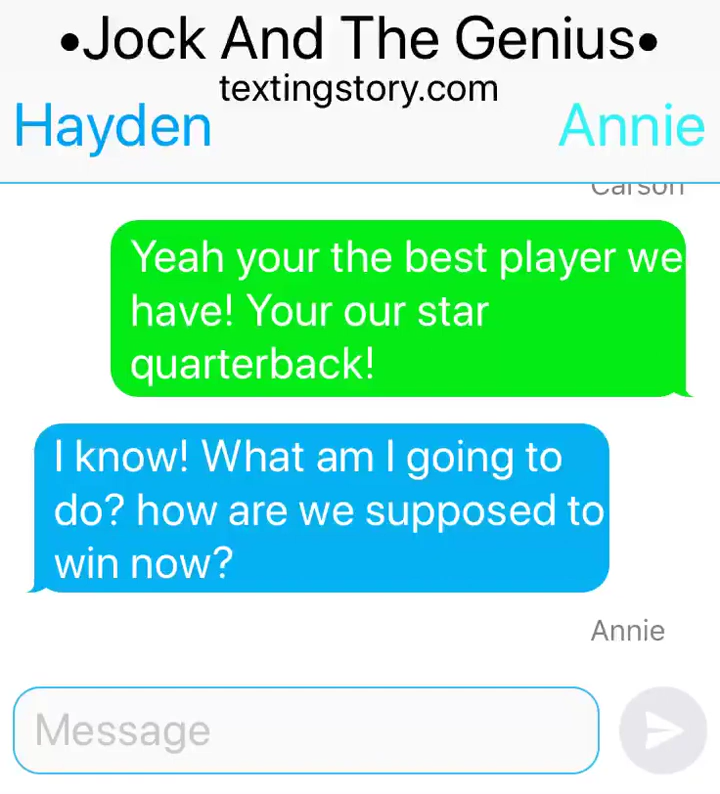 •Jock And The Genius•
textingstory.com
Hayden
Annie
Carson
Yeah your the best player we
have! Your our star
quarterback!
I know! What am I going to
do? how are we supposed to
win now?
Annie
Message